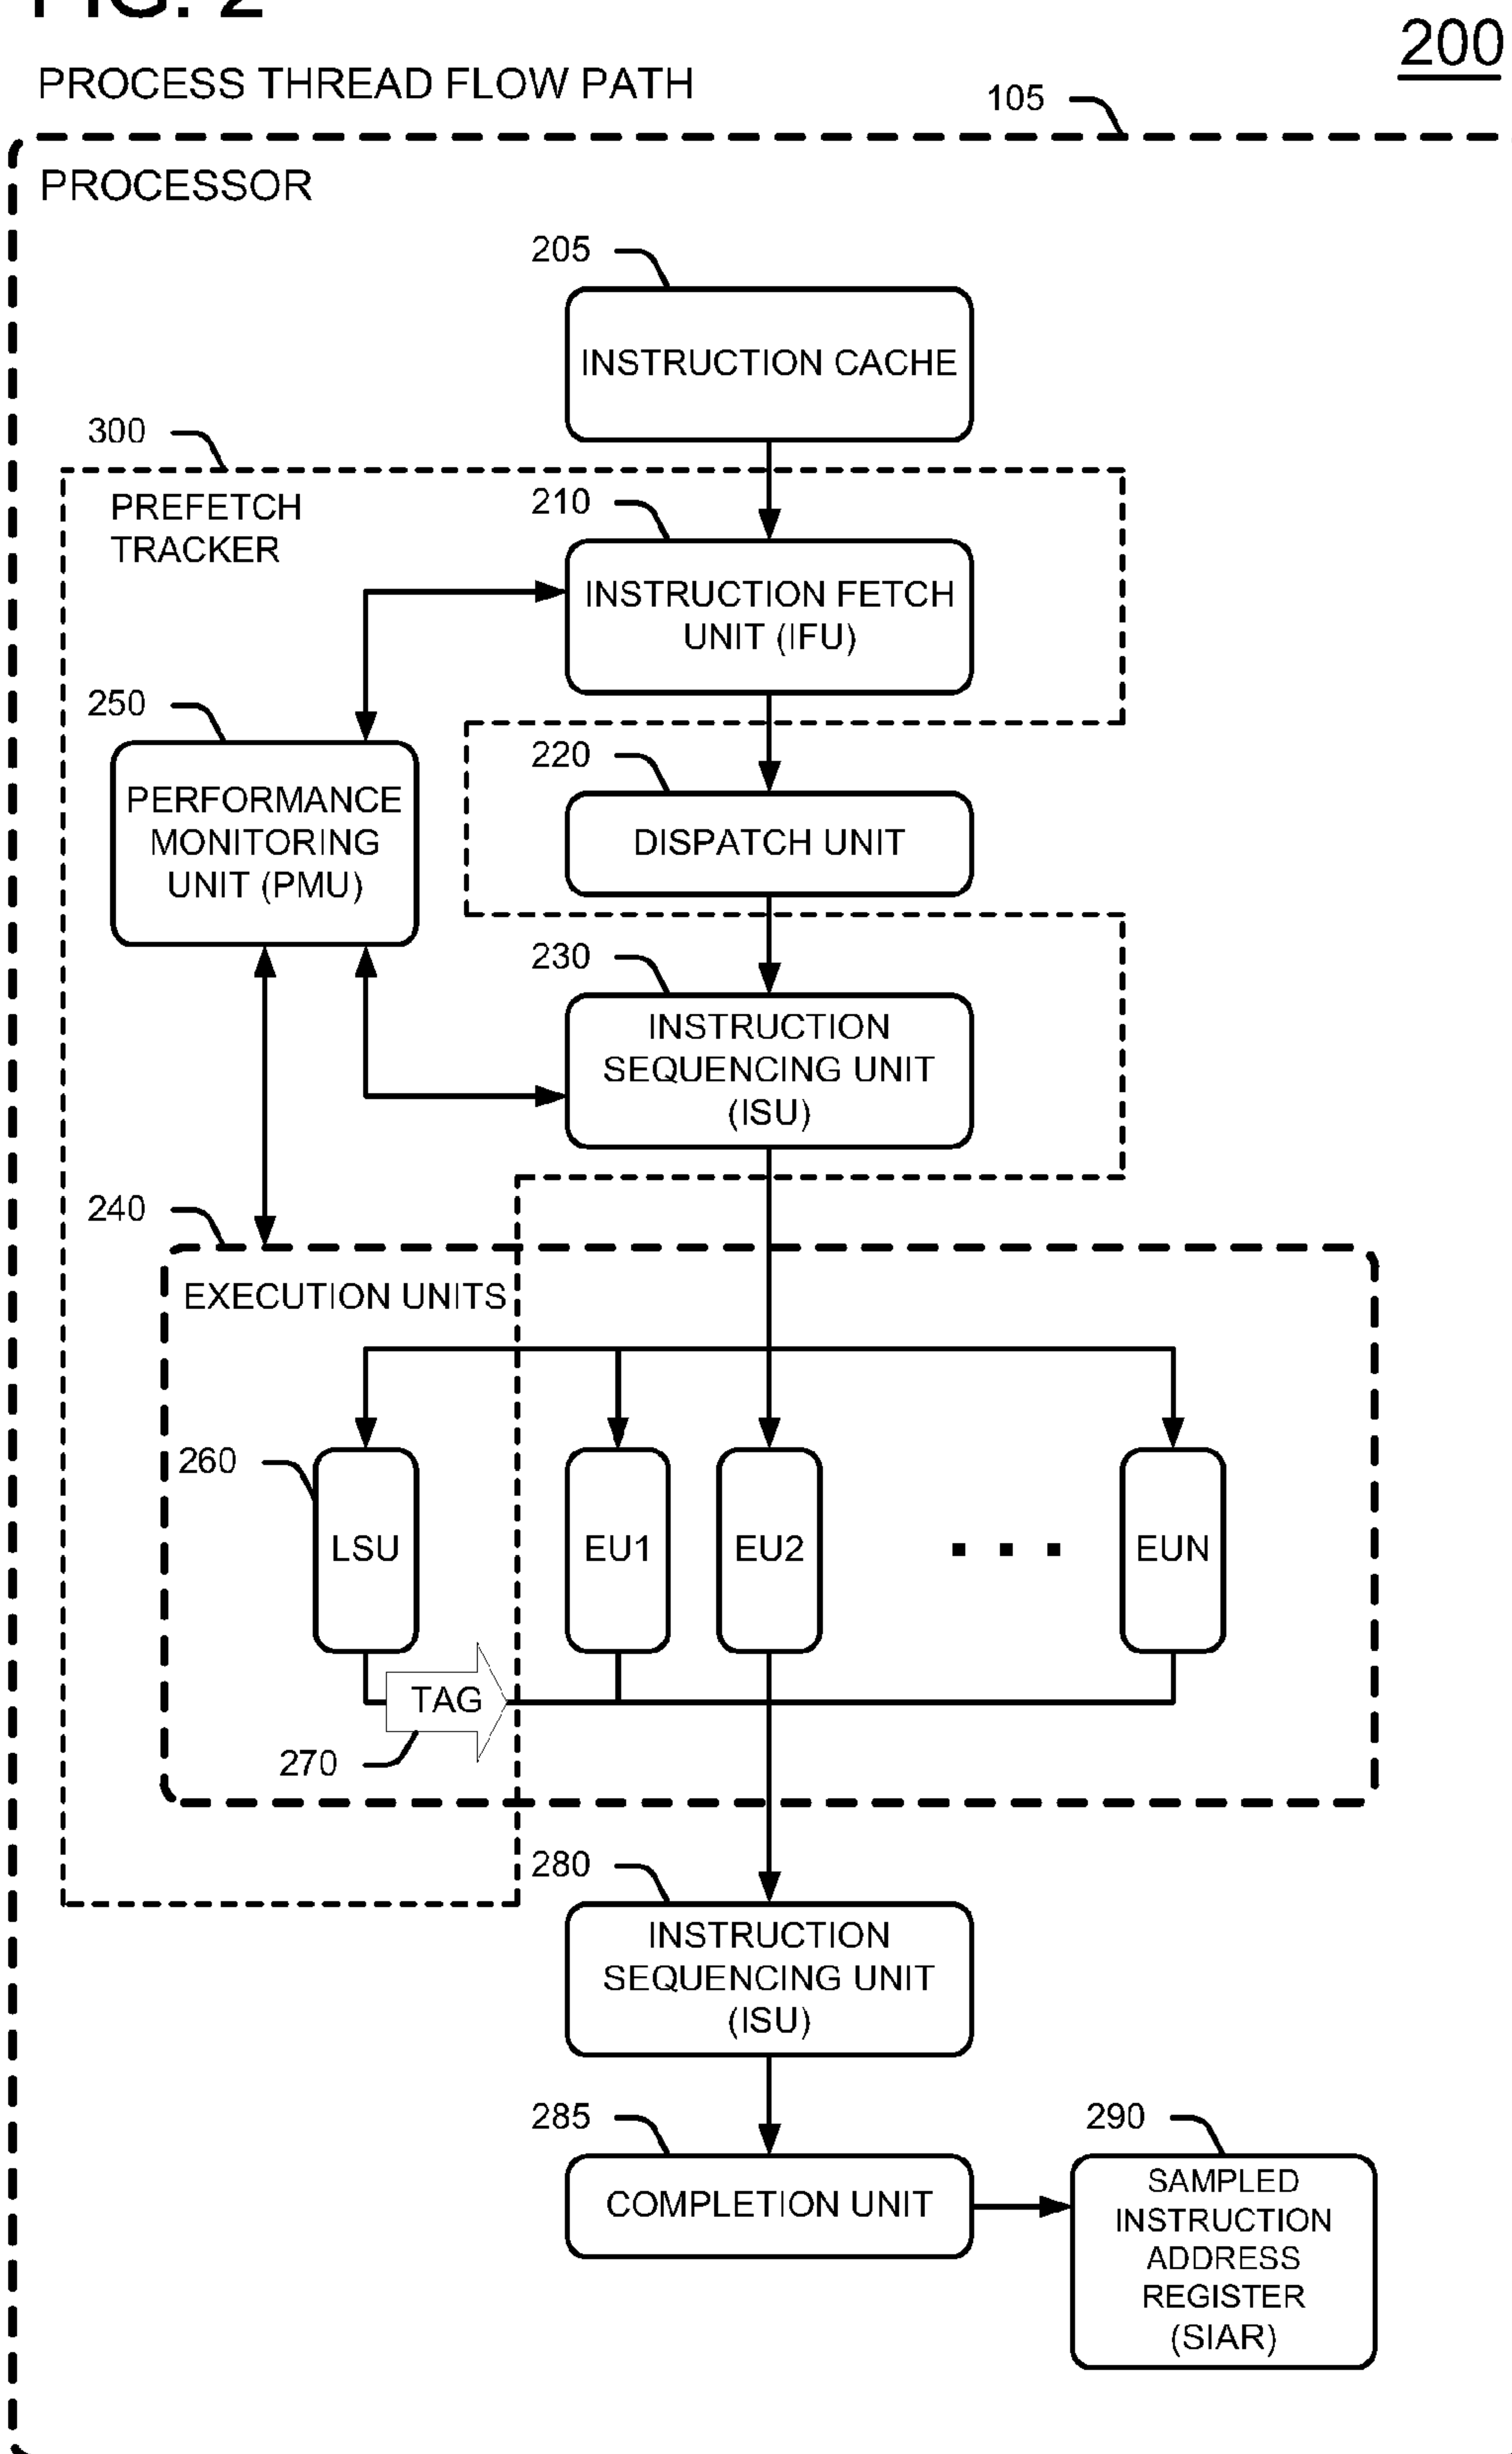 FIG. 2
200
PROCESS THREAD FLOW PATH
105
PROCESSOR
205
INSTRUCTION CACHE
300
PREFETCH
TRACKER
210
INSTRUCTION FETCH
UNIT (IFU)
250
PERFORMANCE
MONITORING
UNIT (PMU)
220
DISPATCH UNIT
230
INSTRUCTION
SEQUENCING UNIT
(ISU)
240
EXECUTION UNITS
260
LSU
EU1
EU2
EUN
TAG
270
280
INSTRUCTION
SEQUENCING UNIT
(ISU)
285
COMPLETION UNIT
290
SAMPLED
INSTRUCTION
ADDRESS
REGISTER
(SIAR)